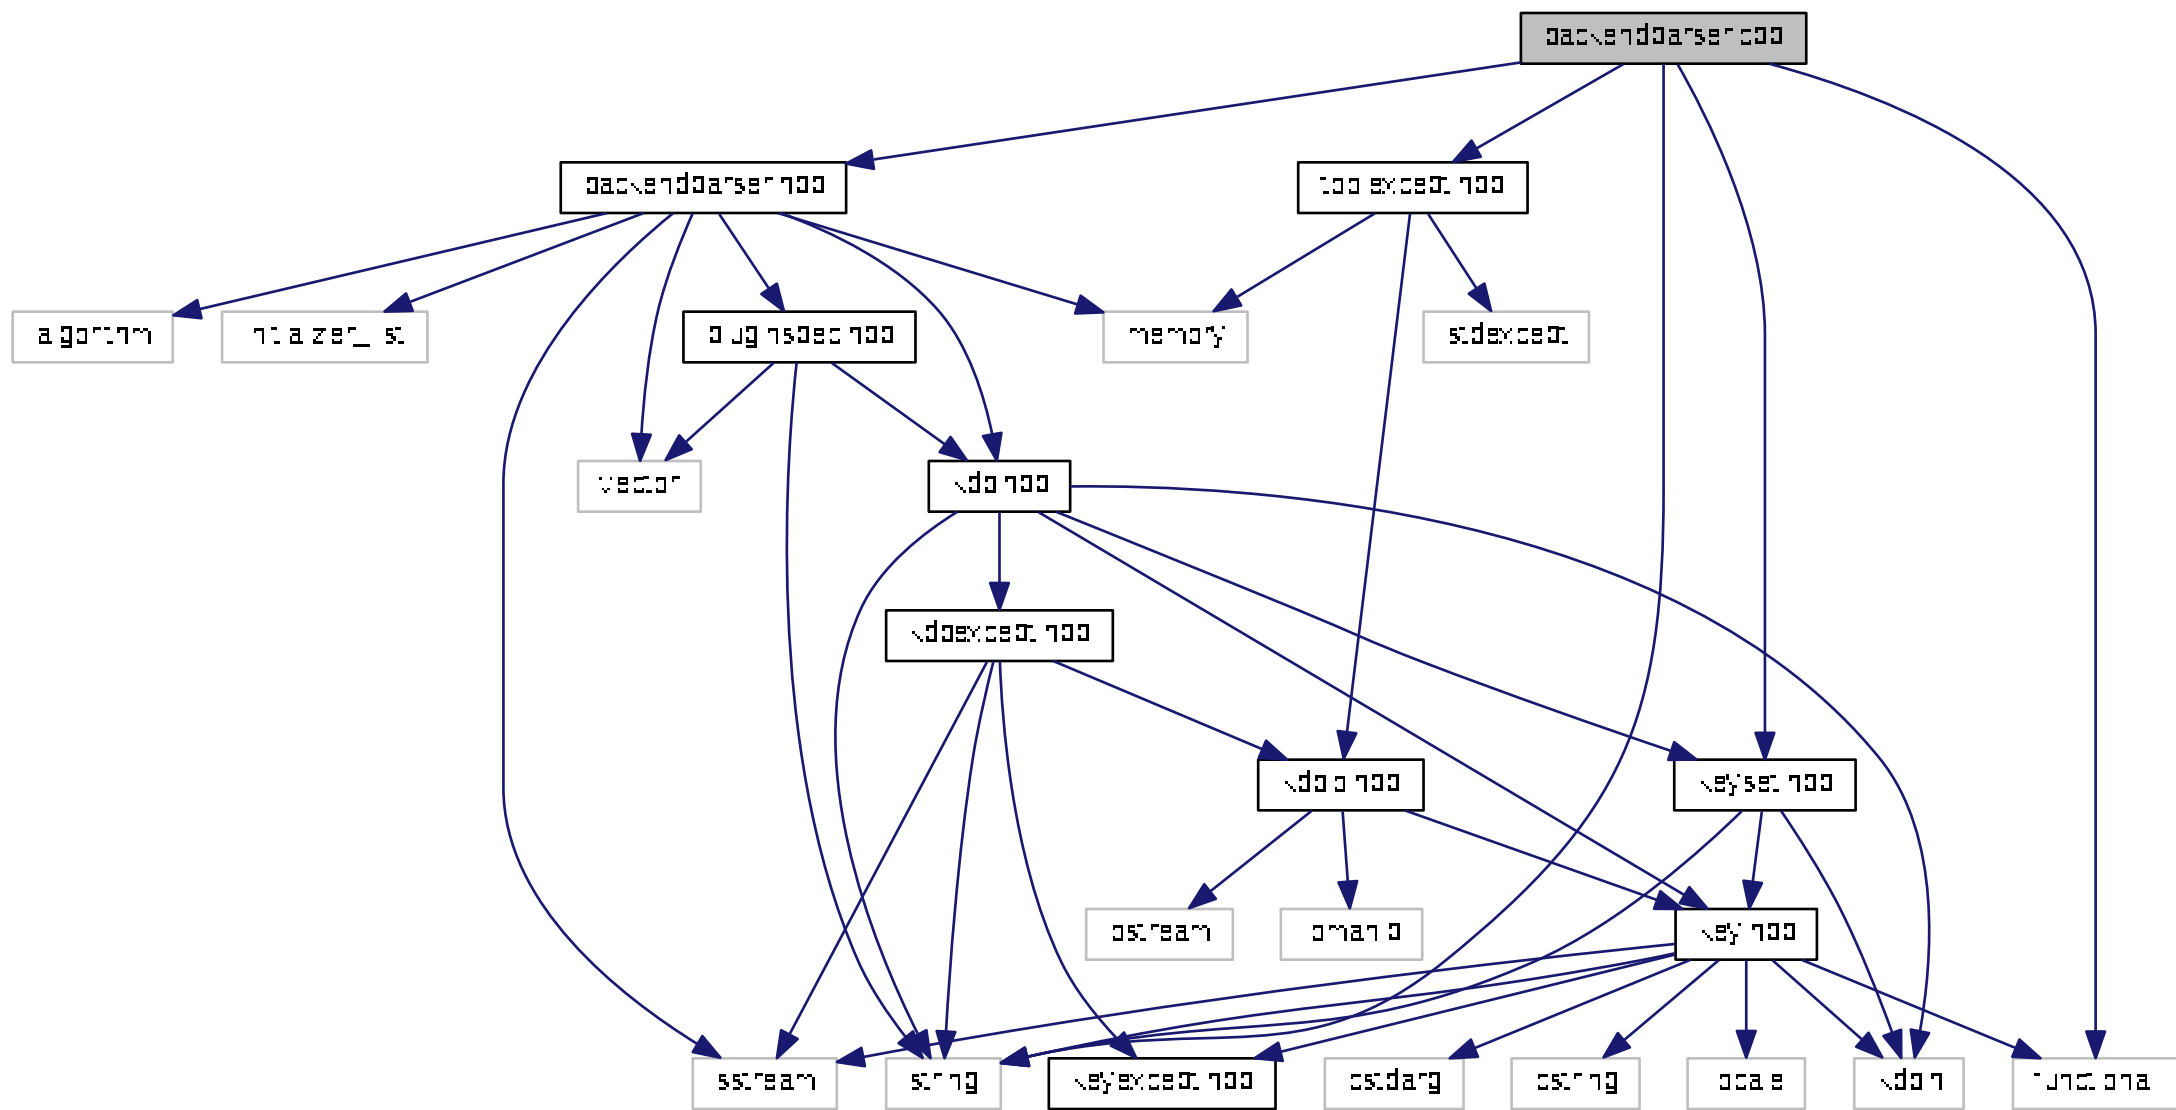 backendparser.cpp
backendparser.hpp
toolexcept.hpp
algorithm
initializer_list
pluginspec.hpp
memory
stdexcept
vector
kdb.hpp
kdbexcept.hpp
kdbio.hpp
keyset.hpp
ostream
iomanip
key.hpp
sstream
string
keyexcept.hpp
cstdarg
cstring
locale
kdb.h
functional